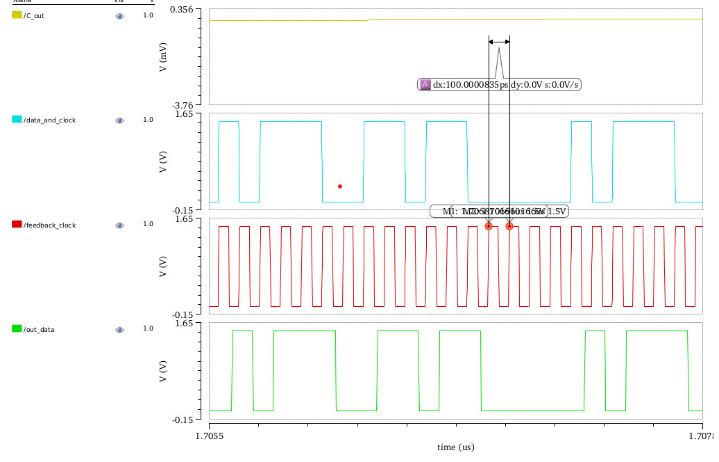 /C_out 1.0
0.356
V (mV)
-3.76
dx:100.0000835ps dy:0.0V s:0.0V/s
/data_and_clock 1.0
1.65
V (V)
-0.15
1.5V
/feedback_clock 1.0
1.65
V (V)
-0.15
/out_data 1.0
1.65
V (V)
-0.15
1.7055
time (us)